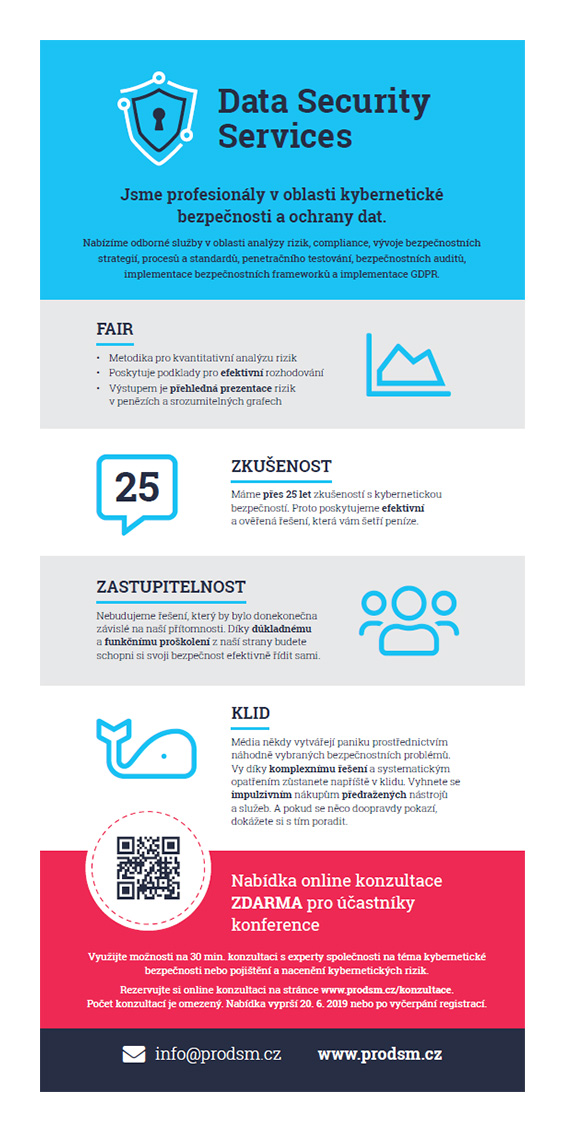 Data Security
Services
Jsme profesionály v oblasti kybernetické
bezpečnosti a ochrany dat.
Nabízíme odborné služby v oblasti analýzy rizik, compliance, vývoje bezpečnostních
strategií, procesů a standardů, penetračního testování, bezpečnostních auditů,
implementace bezpečnostních frameworků a implementace GDPR.
FAIR
• Metodika pro kvantitativní analýzu rizik
• Poskytuje podklady pro efektivní rozhodování
• Výstupem je přehledná prezentace rizik
v penězích a srozumitelných grafech
25
ZKUŠENOST
Máme přes 25 let zkušeností s kybernetickou
bezpečností. Proto poskytujeme efektivní
a ověřená řešení, která vám šetří peníze.
ZASTUPITELNOST
Nebudujeme řešení, který by bylo donekonečna
závislé na naší přítomnosti. Díky důkladnému
a funkčnímu proškolení z naší strany budete
schopni si svoji bezpečnost efektivně řídit sami.
KLID
Média někdy vytvářejí paniku prostřednictvím
náhodně vybraných bezpečnostních problémů.
Vy díky komplexnímu řešení a systematickým
opatřením zůstanete napříště v klidu. Vyhnete se
impulzivním nákupům předražených nástrojů
a služeb. A pokud se něco doopravdy pokazí,
dokážete si s tím poradit.
Nabídka online konzultace
ZDARMA pro účastníky
konference
Využijte možnosti na 30 min. konzultaci s experty společnosti na téma kybernetické
bezpečnosti nebo pojištění a nacenění kybernetických rizik.
Rezervujte si online konzultaci na stránce www.prodsm.cz/konzultace.
Počet konzultací je omezený. Nabídka vyprší 20. 6. 2019 nebo po vyčerpání registrací.
info@prodsm.cz www.prodsm.cz